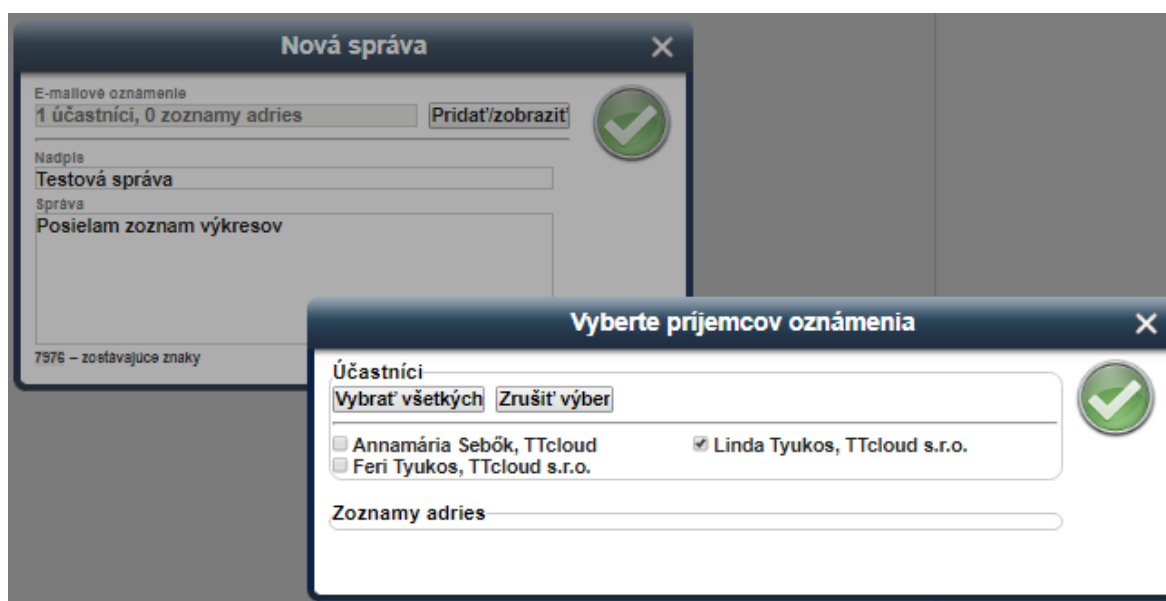 Nová správa
E-mailové oznámenie
1 účastníci, 0 zoznamy adries
Pridať/zobraziť
Nadpis
Testová správa
Správa
Posielam zoznam výkresov
7976 – zostávajúce znaky
Vyberte príjemcov oznámenia
Účastníci
Vybrať všetkých Zrušiť výber
Annamária Sebők, TTcloud
Linda Tyukos, TTcloud s.r.o.
Feri Tyukos, TTcloud s.r.o.
Zoznamy adries